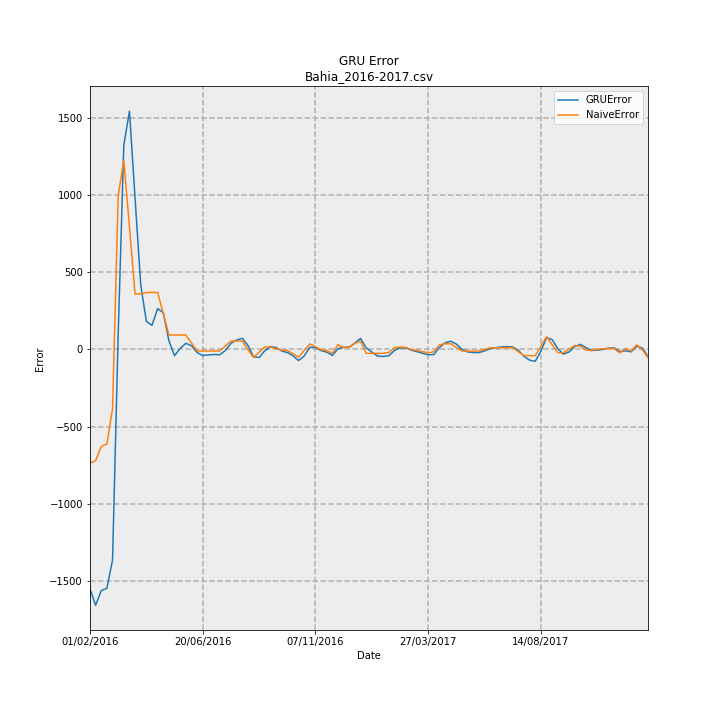 GRU Error
Bahia_2016-2017.csv
GRUError
NaiveError
1500
1000
500
0
−500
−1000
−1500
Error
01/02/2016
20/06/2016
07/11/2016
27/03/2017
14/08/2017
Date